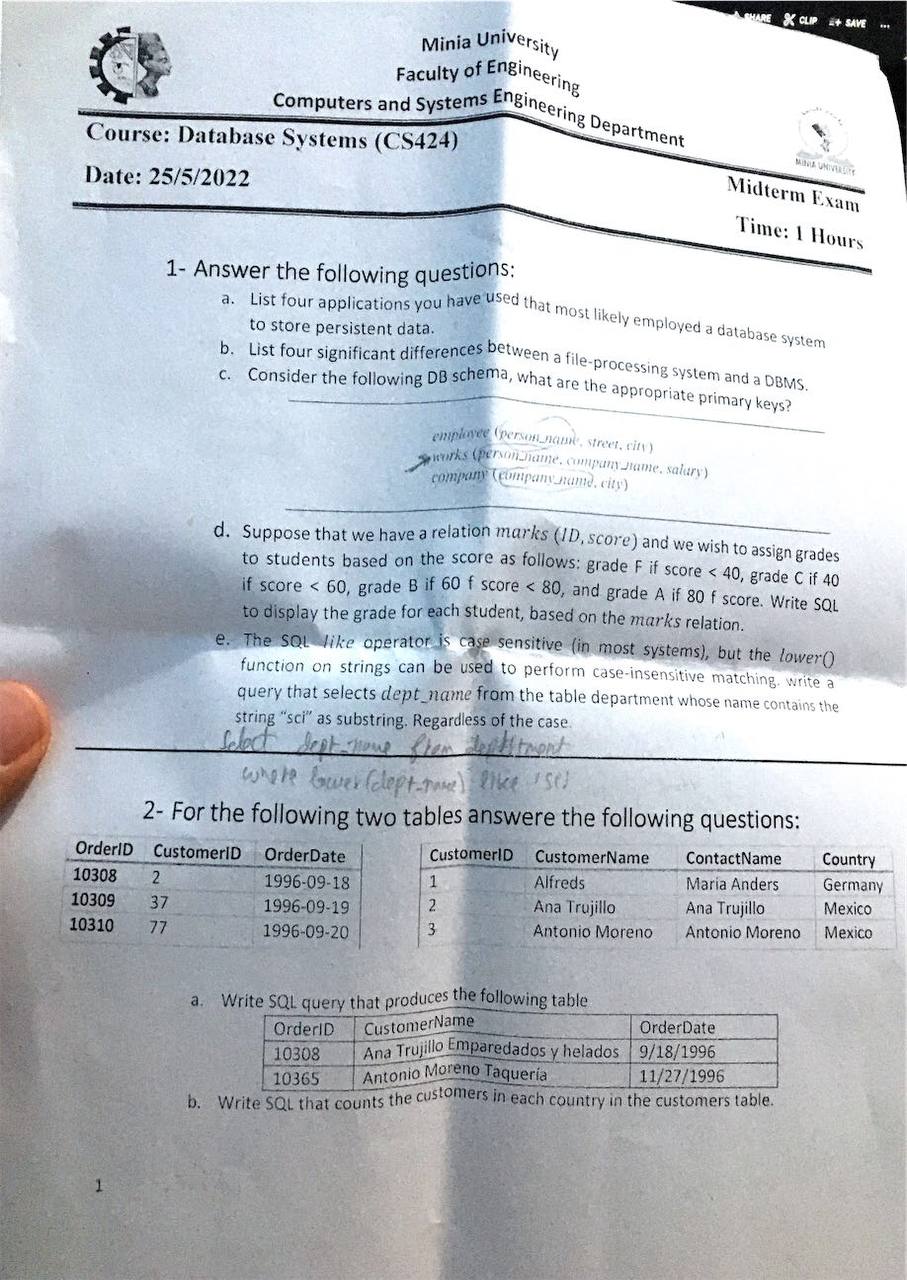 SHARE CLIP SAVE ...
Minia University
Faculty of Engineering
Computers and Systems Engineering Department
Course: Database Systems (CS424)
MINIA UNIVERSITY
Date: 25/5/2022
Midterm Exam
Time: 1 Hours
1- Answer the following questions:
a. List four applications you have used that most likely employed a database system
to store persistent data.
b. List four significant differences between a file-processing system and a DBMS.
c. Consider the following DB schema, what are the appropriate primary keys?
employee (person_name, street, city)
works (person_name, company_name, salary)
company (company_name, city)
d. Suppose that we have a relation marks (ID, score) and we wish to assign grades
to students based on the score as follows: grade F if score < 40, grade C if 40
if score < 60, grade B if 60 f score < 80, and grade A if 80 f score. Write SQL
to display the grade for each student, based on the marks relation.
e. The SQL like operator is case sensitive (in most systems), but the lower()
function on strings can be used to perform case-insensitive matching. write a
query that selects dept_name from the table department whose name contains the
string "sci" as substring. Regardless of the case.
Select dept-name from
where lower (dept-name) like 'sci
2- For the following two tables answere the following questions:
OrderID CustomerID OrderDate
10308 2 1996-09-18
10309 37 1996-09-19
10310 77 1996-09-20
CustomerID CustomerName ContactName Country
1 Alfreds Maria Anders Germany
2 Ana Trujillo Ana Trujillo Mexico
3 Antonio Moreno Antonio Moreno Mexico
a. Write SQL query that produces the following table
OrderID CustomerName OrderDate
10308 Ana Trujillo Emparedados y helados 9/18/1996
10365 Antonio Moreno Taquería 11/27/1996
b. Write SQL that counts the customers in each country in the customers table.
1